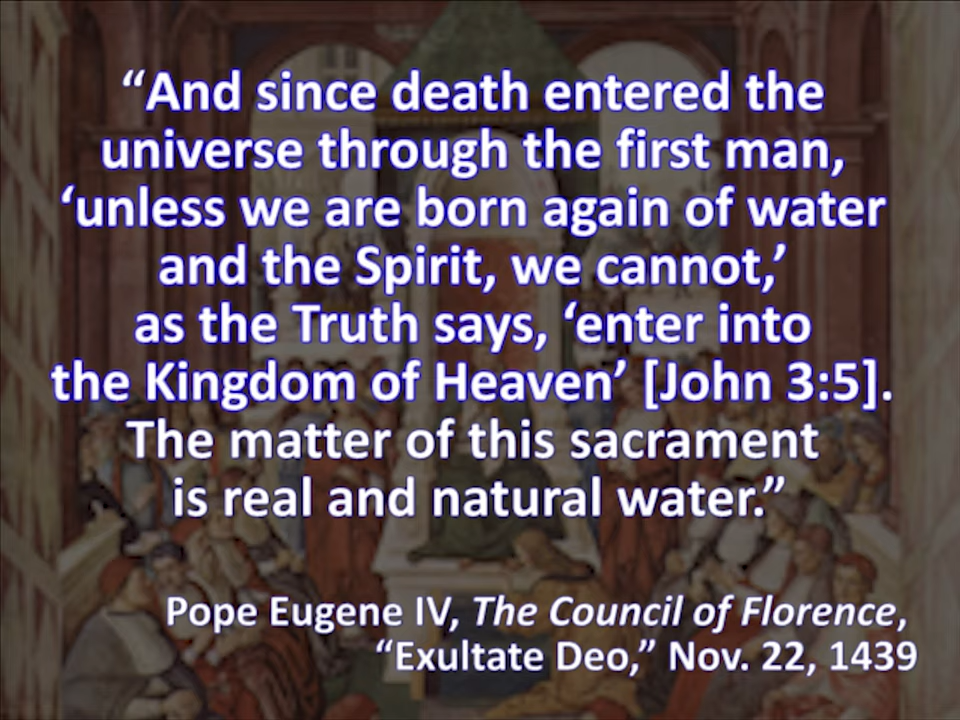 “And since death entered the
universe through the first man,
‘unless we are born again of water
and the Spirit, we cannot,’
as the Truth says, ‘enter into
the Kingdom of Heaven’ [John 3:5].
The matter of this sacrament
is real and natural water.”
Pope Eugene IV, The Council of Florence,
“Exultate Deo,” Nov. 22, 1439